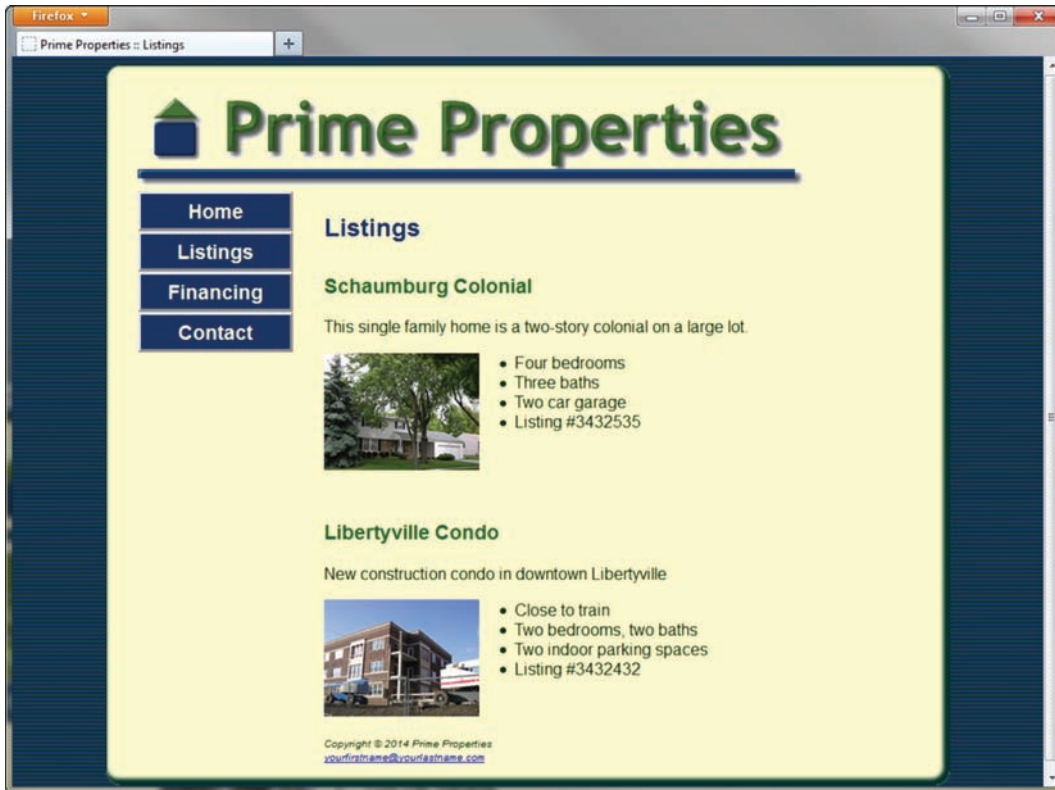 Firefox
Prime Properties :: Listings
Prime Properties
Home
Listings
Financing
Contact
Listings
Schaumburg Colonial
This single family home is a two-story colonial on a large lot.
Four bedrooms
Three baths
Two car garage
Listing #3432535
Libertyville Condo
New construction condo in downtown Libertyville
Close to train
Two bedrooms, two baths
Two indoor parking spaces
Listing #3432432
Copyright © 2014 Prime Properties
yourfirstname@yourlastname.com